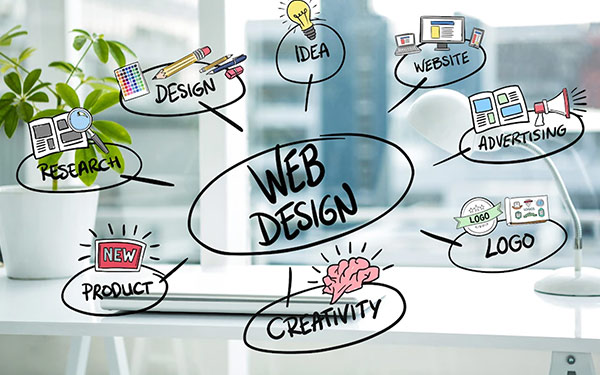 IDEA
WEBSITE
DESIGN
ADVERTISING
RESEARCH
WEB
DESIGN
LOGO
LOGO
NEW
PRODUCT
CREATIVITY